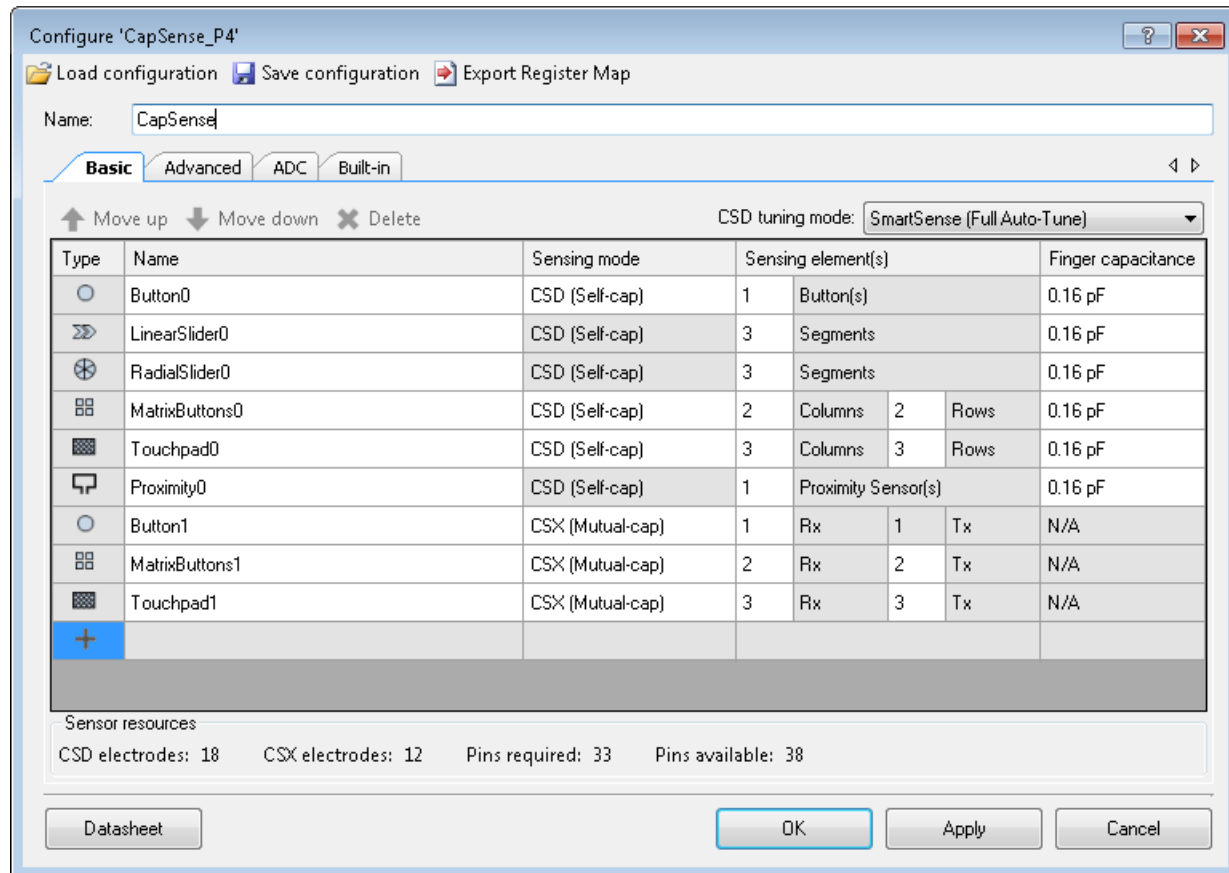 Configure 'CapSense_P4'
Load configuration Save configuration Export Register Map
Name: CapSense
Basic Advanced ADC Built-in
Move up Move down Delete CSD tuning mode: SmartSense (Full Auto-Tune)
Type Name Sensing mode Sensing element(s) Finger capacitance
Button0 CSD (Self-cap) 1 Button(s) 0.16 pF
LinearSlider0 CSD (Self-cap) 3 Segments 0.16 pF
RadialSlider0 CSD (Self-cap) 3 Segments 0.16 pF
MatrixButtons0 CSD (Self-cap) 2 Columns 2 Rows 0.16 pF
Touchpad0 CSD (Self-cap) 3 Columns 3 Rows 0.16 pF
Proximity0 CSD (Self-cap) 1 Proximity Sensor(s) 0.16 pF
Button1 CSX (Mutual-cap) 1 Rx 1 Tx N/A
MatrixButtons1 CSX (Mutual-cap) 2 Rx 2 Tx N/A
Touchpad1 CSX (Mutual-cap) 3 Rx 3 Tx N/A
Sensor resources
CSD electrodes: 18 CSX electrodes: 12 Pins required: 33 Pins available: 38
Datasheet OK Apply Cancel